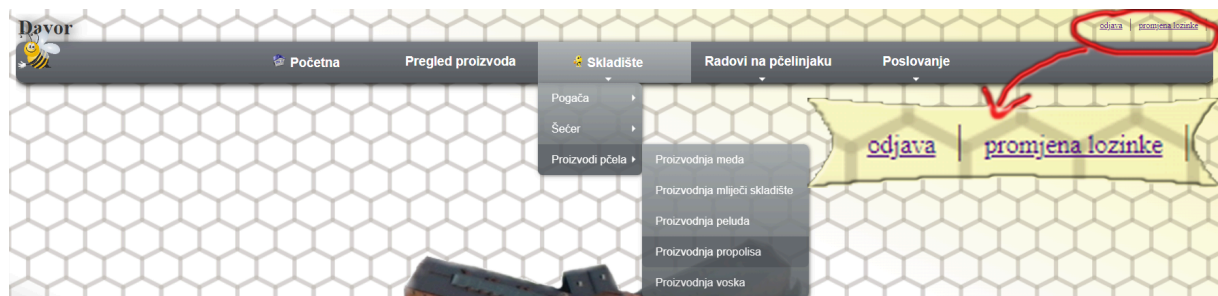 Davor
odjava | promjena lozinke |
Početna Pregled proizvoda Skladište Radovi na pčelinjaku Poslovanje
Pogača
Šećer
Proizvodi pčela
Proizvodnja meda
Proizvodnja mliječi skladište
Proizvodnja peluda
Proizvodnja propolisa
Proizvodnja voska
odjava | promjena lozinke |